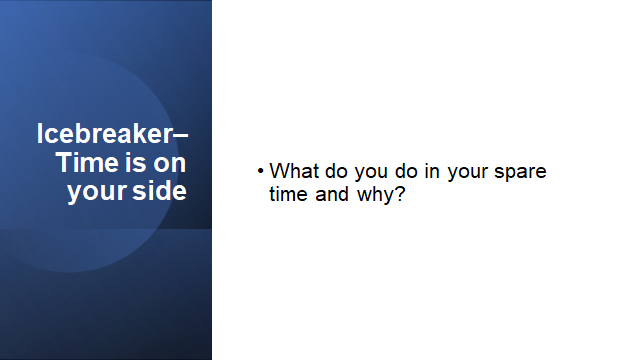 Icebreaker–
Time is on
your side
• What do you do in your spare
time and why?